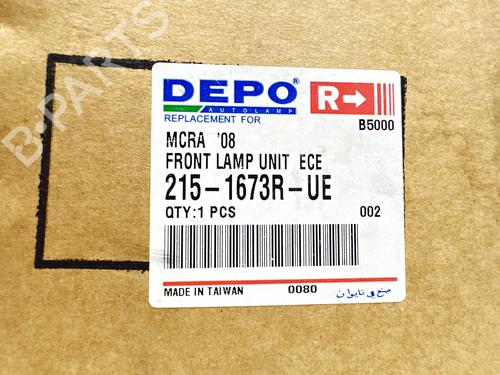 DEPO®
AUTOLAMP
R→
REPLACEMENT FOR
B5000
MCRA '08
FRONT LAMP UNIT ECE
215-1673R-UE
QTY:1 PCS 002
MADE IN TAIWAN 0080 صنع في تايوان
B-PARTS